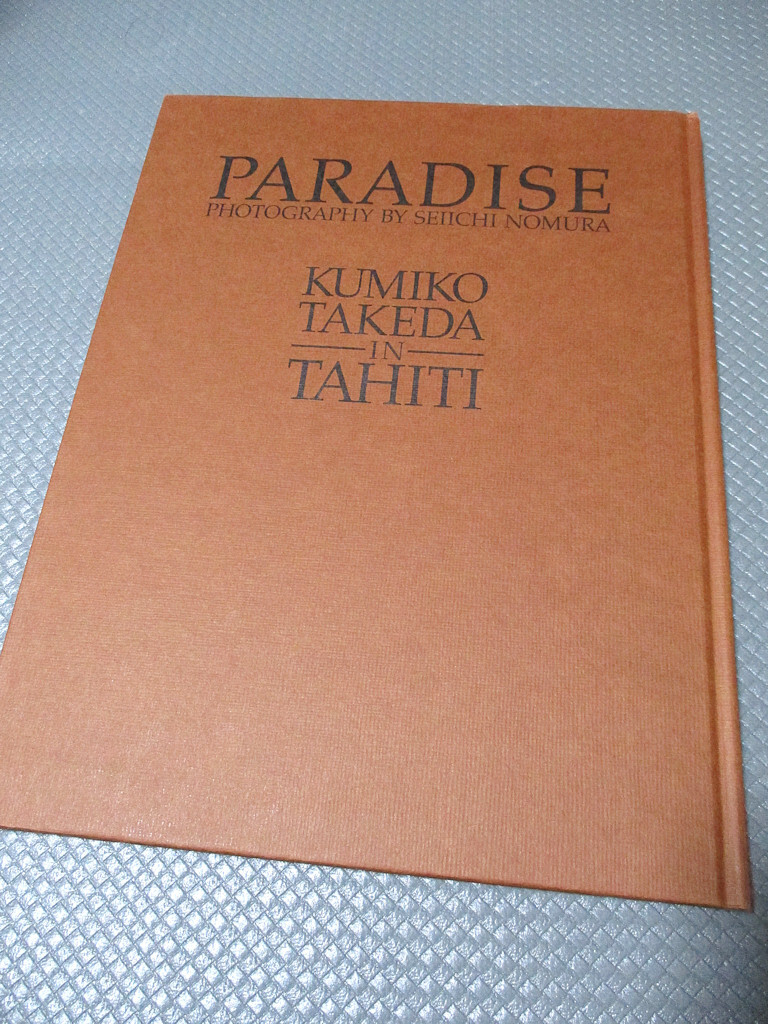 PARADISE
PHOTOGRAPHY BY SEIICHI NOMURA
KUMIKO
TAKEDA
IN
TAHITI